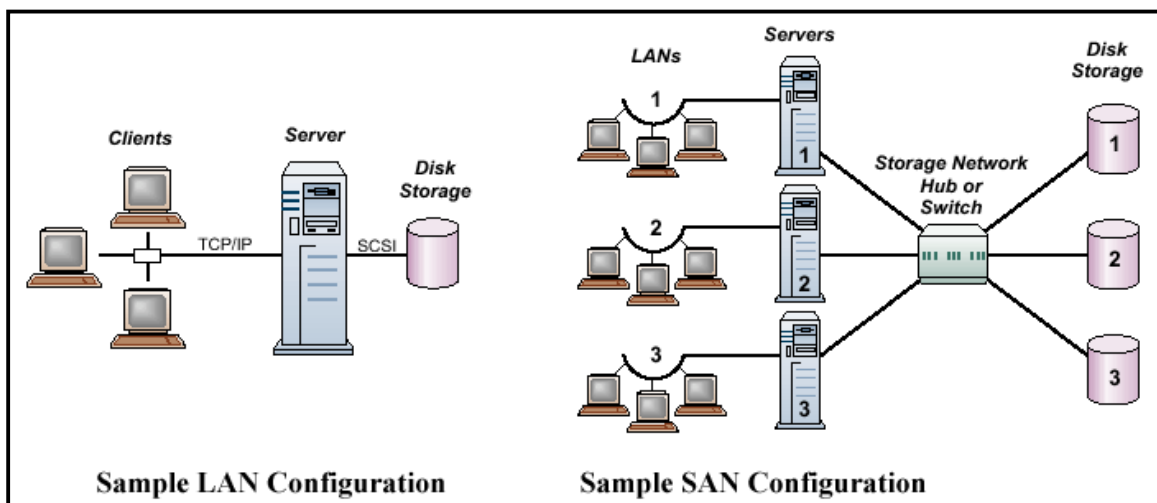 Clients
Server
Disk
Storage
TCP/IP
SCSI
Sample LAN Configuration
LANs
Servers
Disk
Storage
1
1
1
Storage Network
Hub or
Switch
2
2
2
3
3
3
Sample SAN Configuration